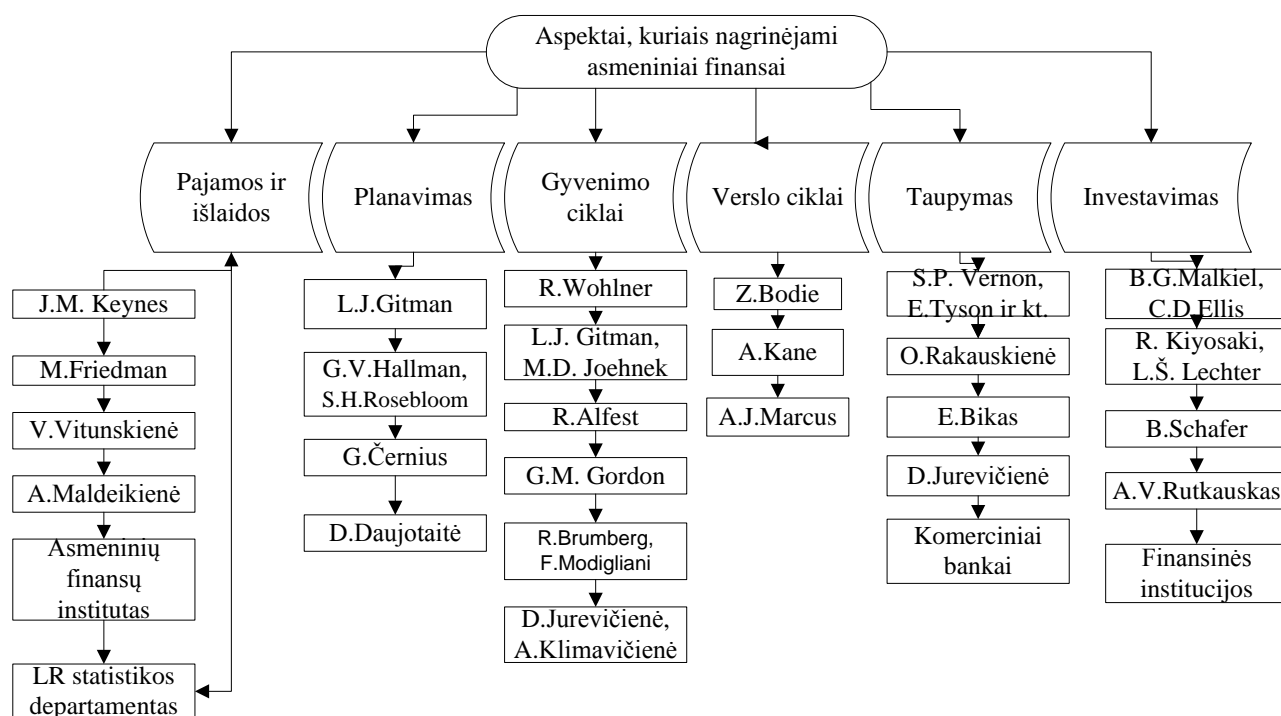 Aspektai, kuriais nagrinėjami
asmeniniai finansai
Pajamos ir
išlaidos
Planavimas
Gyvenimo
ciklai
Verslo ciklai
Taupymas
Investavimas
J.M. Keynes
M.Friedman
V.Vitunskienė
A.Maldeikienė
Asmeninių
finansų
institutas
LR statistikos
departamentas
L.J.Gitman
G.V.Hallman,
S.H.Rosebloom
G.Černius
D.Daujotaitė
R.Wohlner
L.J. Gitman,
M.D. Joehnek
R.Alfest
G.M. Gordon
R.Brumberg,
F.Modigliani
D.Jurevičienė,
A.Klimavičienė
Z.Bodie
A.Kane
A.J.Marcus
S.P. Vernon,
E.Tyson ir kt.
O.Rakauskienė
E.Bikas
D.Jurevičienė
Komerciniai
bankai
B.G.Malkiel,
C.D.Ellis
R. Kiyosaki,
L.Š. Lechter
B.Schafer
A.V.Rutkauskas
Finansinės
institucijos